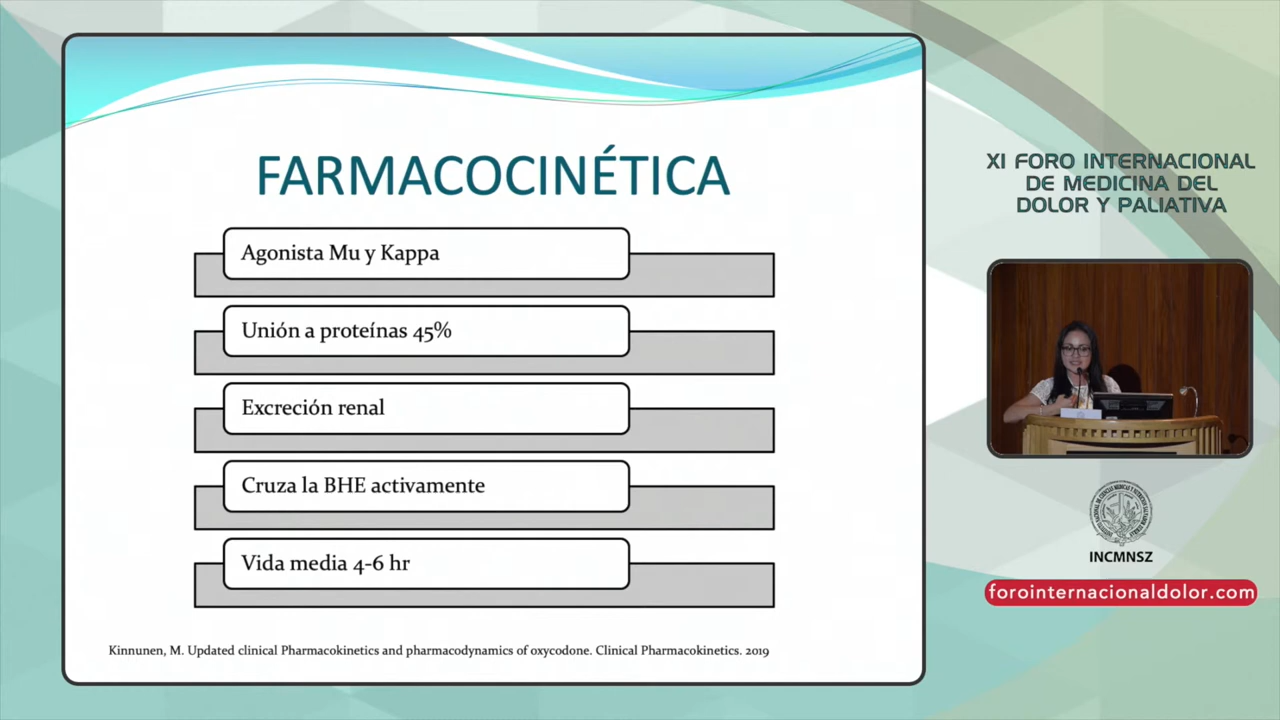 FARMACOCINÉTICA
Agonista Mu y Kappa
Unión a proteínas 45%
Excreción renal
Cruza la BHE activamente
Vida media 4-6 hr
Kinnunen, M. Updated clinical Pharmacokinetics and pharmacodynamics of oxycodone. Clinical Pharmacokinetics. 2019
XI FORO INTERNACIONAL
DE MEDICINA DEL
DOLOR Y PALIATIVA
INCMNSZ
forointernacionaldolor.com